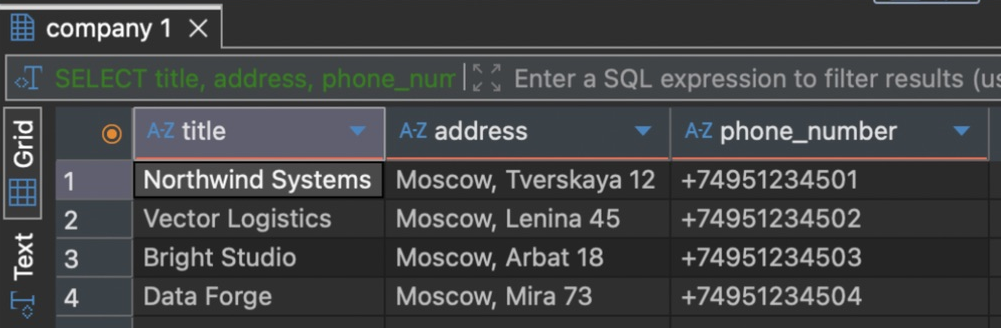 company 1
SELECT title, address, phone_num Enter a SQL expression to filter results (us
Grid
Text
A-Z title A-Z address A-Z phone_number
1 Northwind Systems Moscow, Tverskaya 12 +74951234501
2 Vector Logistics Moscow, Lenina 45 +74951234502
3 Bright Studio Moscow, Arbat 18 +74951234503
4 Data Forge Moscow, Mira 73 +74951234504